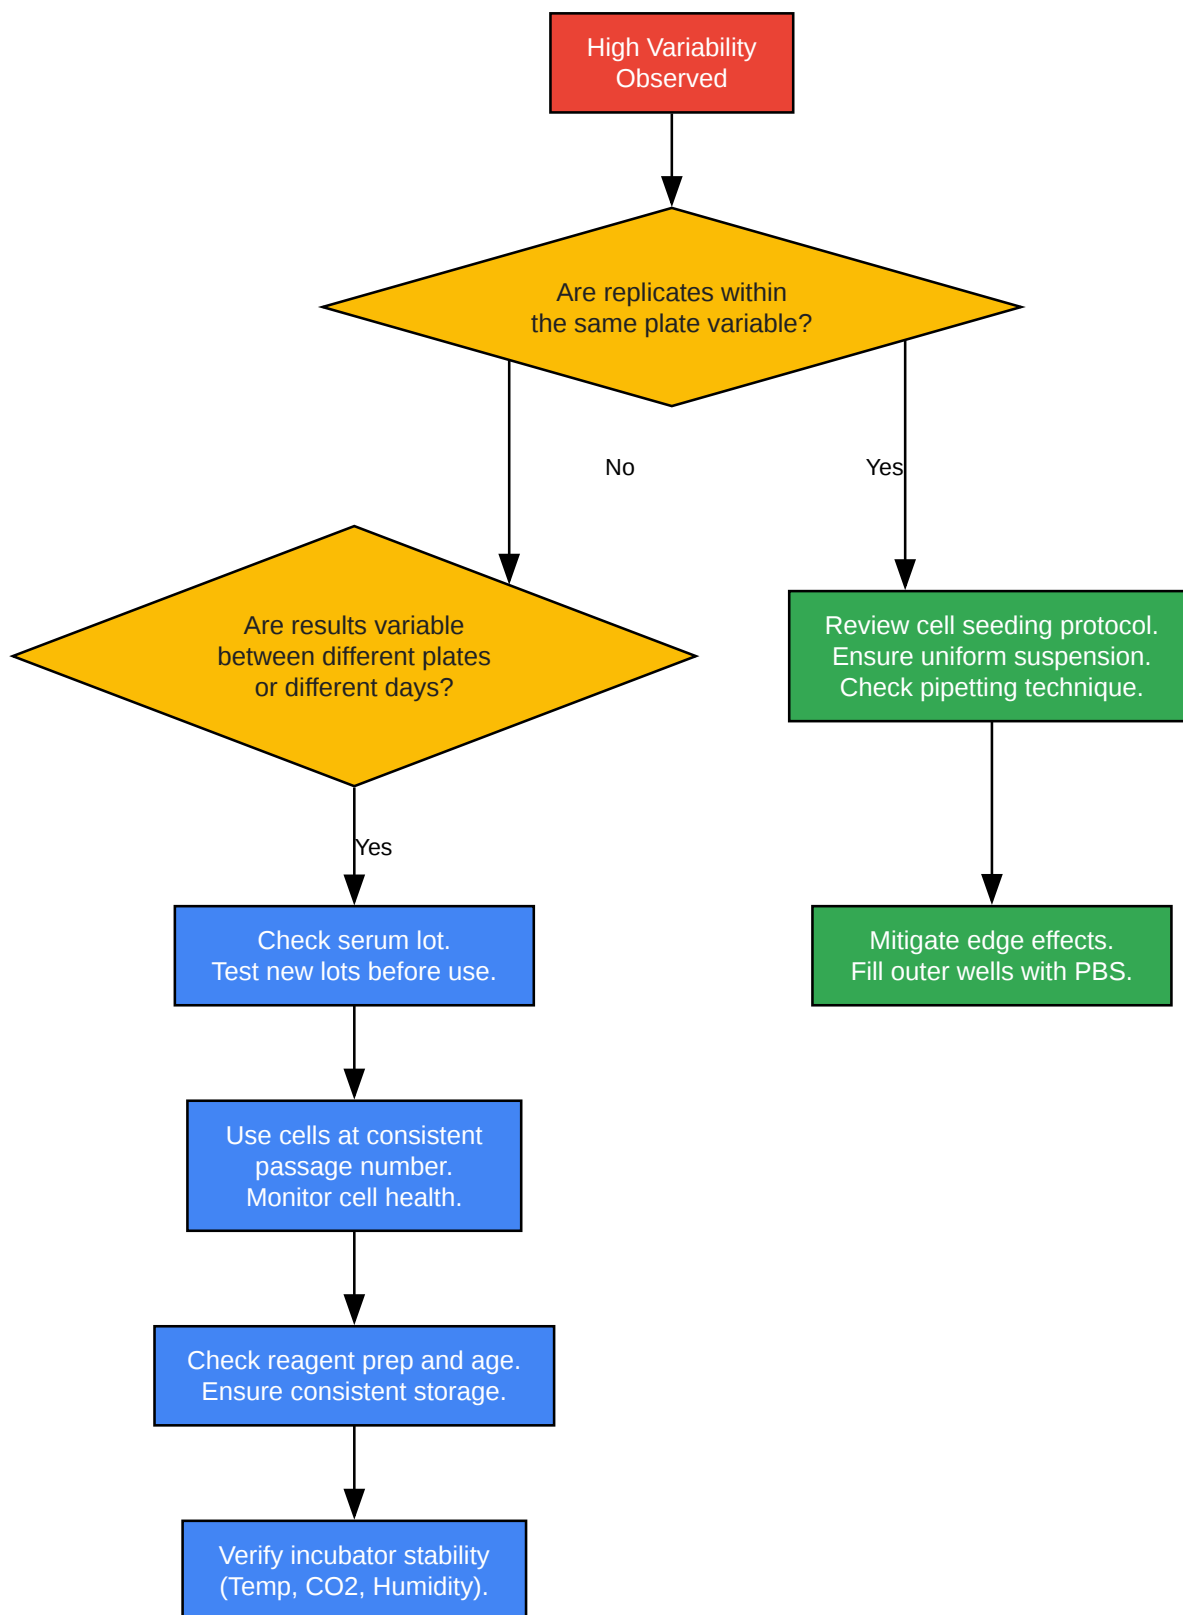 High Variability
Observed
Are replicates within
the same plate variable?
No
Yes
Are results variable
between different plates
or different days?
Review cell seeding protocol.
Ensure uniform suspension.
Check pipetting technique.
Yes
Check serum lot.
Test new lots before use.
Mitigate edge effects.
Fill outer wells with PBS.
Use cells at consistent
passage number.
Monitor cell health.
Check reagent prep and age.
Ensure consistent storage.
Verify incubator stability
(Temp, CO2, Humidity).